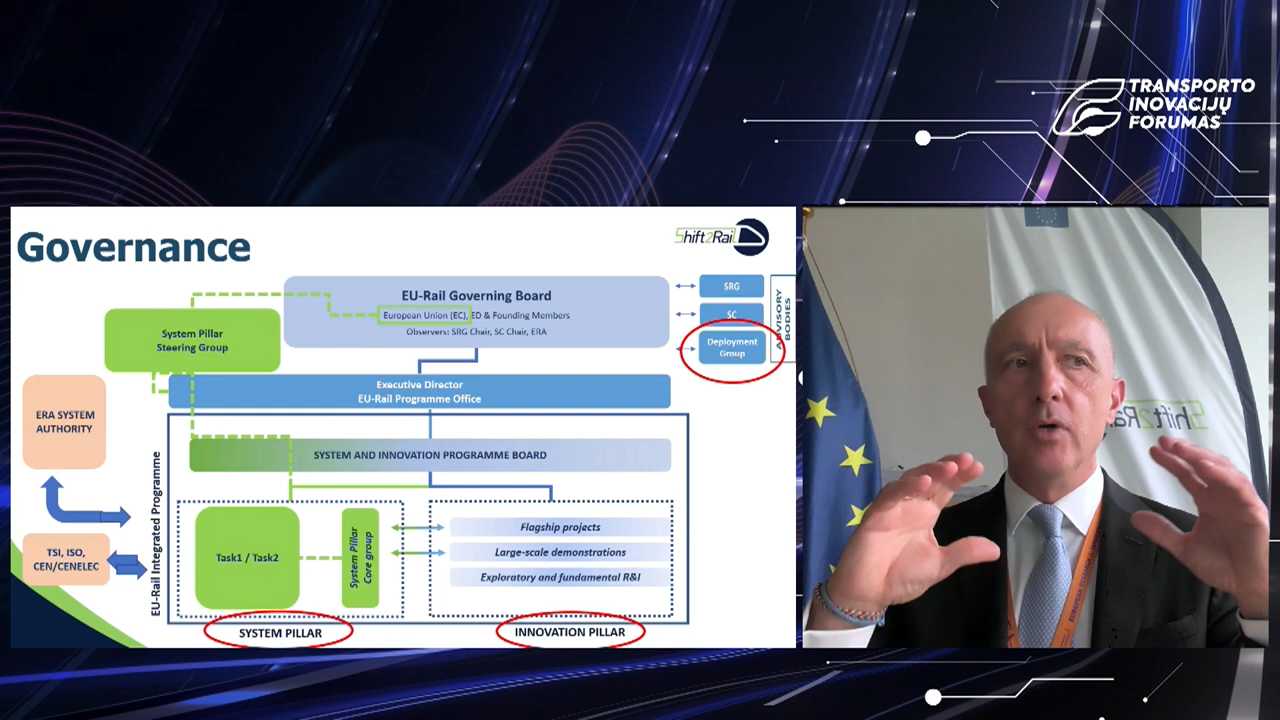 TRANSPORTO
INOVACIJŲ
FORUMAS
Governance
Shift2Rail
EU-Rail Governing Board
European Union (EC), ED & Founding Members
Observers: SRG Chair, SC Chair, ERA
SRG
SC
Deployment
Group
ADVISORY
BODIES
System Pillar
Steering Group
Executive Director
EU-Rail Programme Office
ERA SYSTEM
AUTHORITY
SYSTEM AND INNOVATION PROGRAMME BOARD
EU-Rail Integrated Programme
Task1 / Task2
System Pillar
Core group
Flagship projects
Large-scale demonstrations
Exploratory and fundamental R&I
TSI, ISO,
CEN/CENELEC
SYSTEM PILLAR
INNOVATION PILLAR